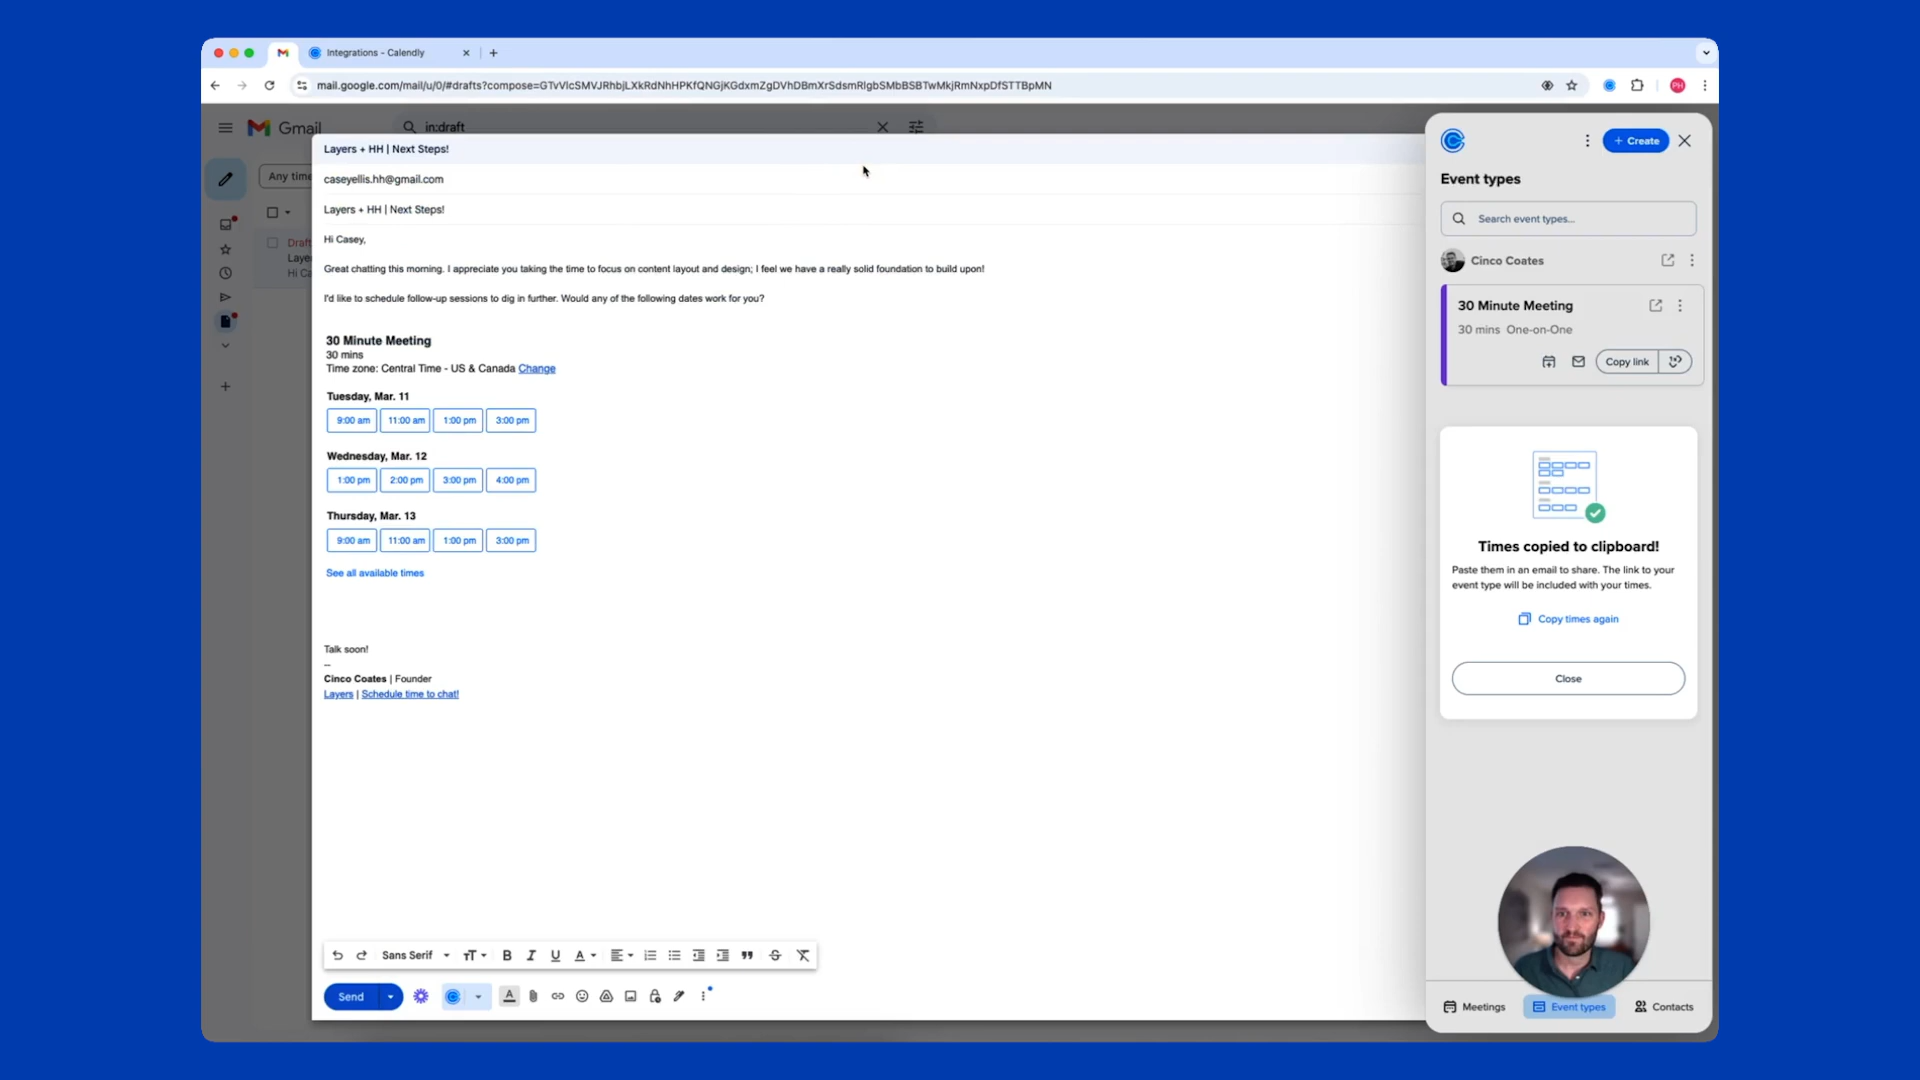 Integrations - Calendly
mail.google.com/mail/u/0/#drafts?compose=GTvVlcSMVJRhbjLXkRdNhHPKfQNGjKGdxmZgDVhDBmXrSdsmRlgbSMbBSBTwMkjRmNxpDfSTTBpMN
PH
Gmail
in:draft
Any time
Draft
Laye
Hi Ca
Layers + HH | Next Steps!
caseyellis.hh@gmail.com
Layers + HH | Next Steps!
Hi Casey,
Great chatting this morning. I appreciate you taking the time to focus on content layout and design; I feel we have a really solid foundation to build upon!
I'd like to schedule follow-up sessions to dig in further. Would any of the following dates work for you?
30 Minute Meeting
30 mins
Time zone: Central Time - US & Canada Change
Tuesday, Mar. 11
9:00 am 11:00 am 1:00 pm 3:00 pm
Wednesday, Mar. 12
1:00 pm 2:00 pm 3:00 pm 4:00 pm
Thursday, Mar. 13
9:00 am 11:00 am 1:00 pm 3:00 pm
See all available times
Talk soon!
--
Cinco Coates | Founder
Layers | Schedule time to chat!
Sans Serif
Send
+ Create
Event types
Search event types...
Cinco Coates
30 Minute Meeting
30 mins One-on-One
Copy link
Times copied to clipboard!
Paste them in an email to share. The link to your
event type will be included with your times.
Copy times again
Close
Meetings Event types Contacts